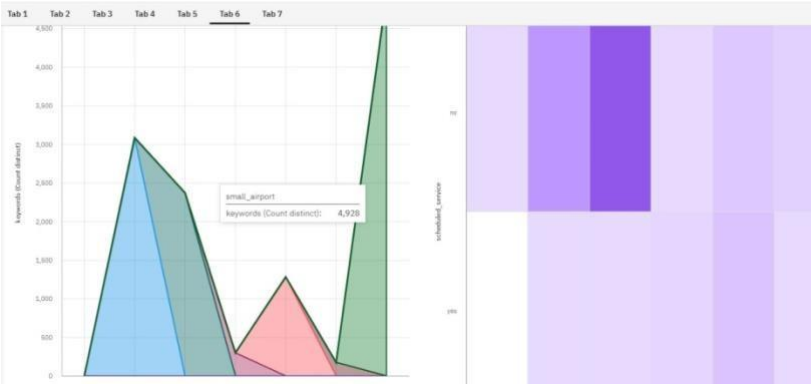 Tab 1 Tab 2 Tab 3 Tab 4 Tab 5 Tab 6 Tab 7
4,500
4,000
3,500
3,000
2,500
2,000
1,500
1,000
500
0
keywords (Count distinct)
small_airport
keywords (Count distinct): 4,928
scheduled_service
no
yes